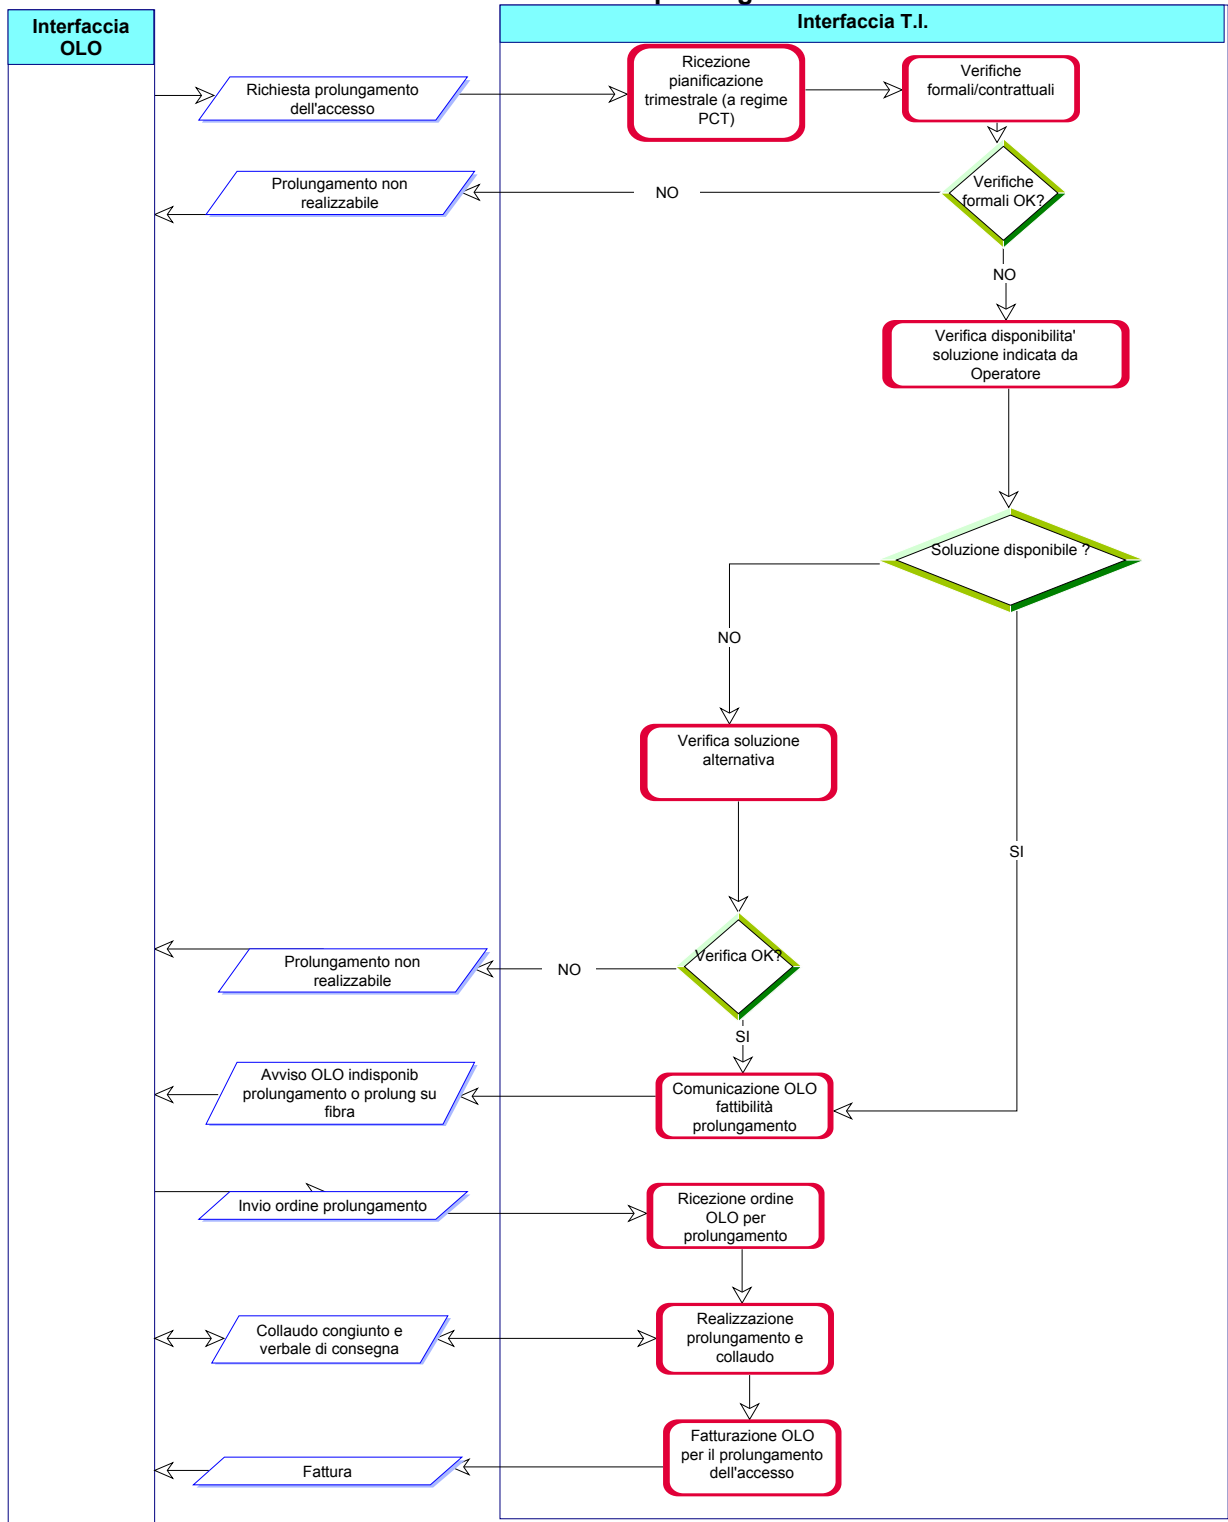 Interfaccia
OLO
Interfaccia T.I.
Richiesta prolungamento
dell'accesso
Ricezione
pianificazione
trimestrale (a regime
PCT)
Verifiche
formali/contrattuali
Prolungamento non
realizzabile
NO
Verifiche
formali OK?
NO
Verifica disponibilita'
soluzione indicata da
Operatore
Soluzione disponibile ?
NO
Verifica soluzione
alternativa
SI
Prolungamento non
realizzabile
NO
Verifica OK?
SI
Avviso OLO indisponib
prolungamento o prolung su
fibra
Comunicazione OLO
fattibilità
prolungamento
Invio ordine prolungamento
Ricezione ordine
OLO per
prolungamento
Collaudo congiunto e
verbale di consegna
Realizzazione
prolungamento e
collaudo
Fatturazione OLO
per il prolungamento
dell'accesso
Fattura